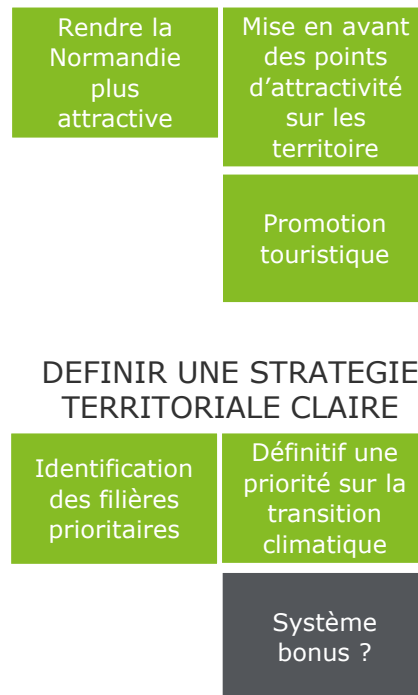 Rendre la
Normandie
plus
attractive
Mise en avant
des points
d'attractivité
sur les
territoire
Promotion
touristique
DEFINIR UNE STRATEGIE
TERRITORIALE CLAIRE
Identification
des filières
prioritaires
Définitif une
priorité sur la
transition
climatique
Système
bonus ?